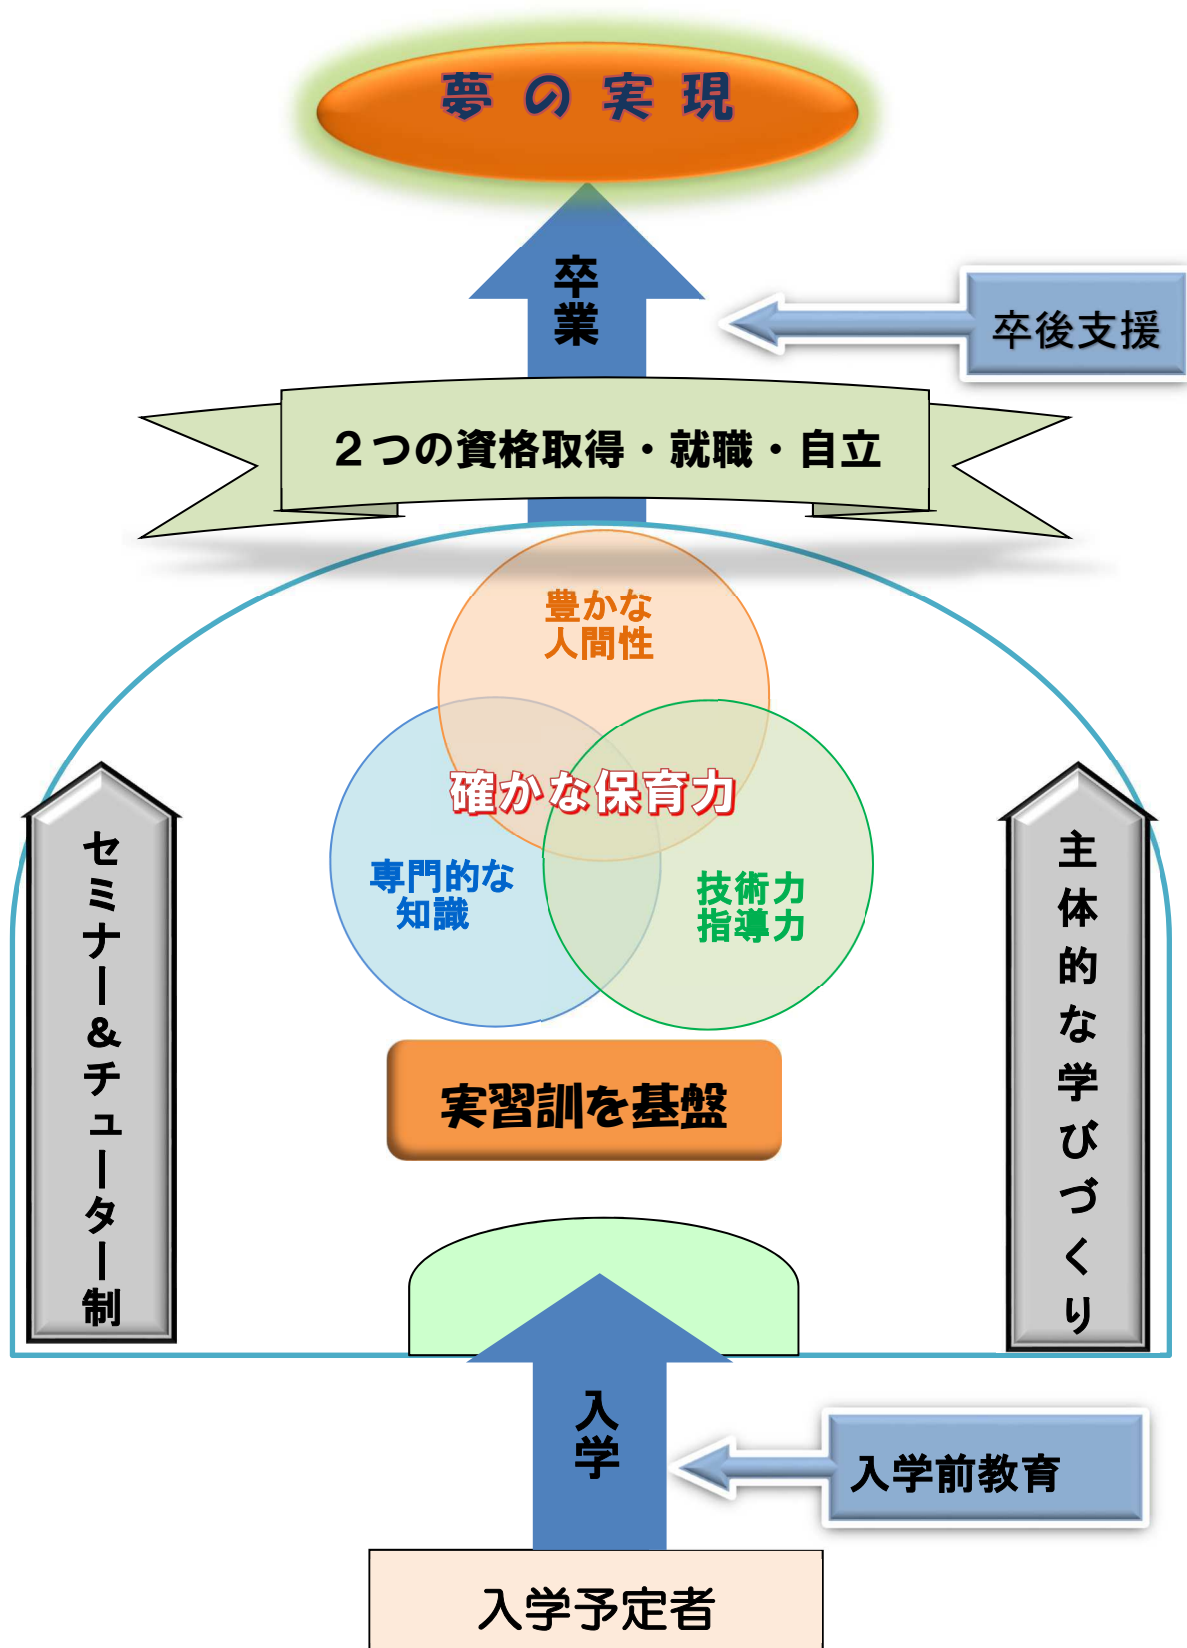 夢の実現
卒業
卒後支援
２つの資格取得・就職・自立
豊かな
人間性
確かな保育力
専門的な
知識
技術力
指導力
セミナー＆チューター制
主体的な学びづくり
実習訓を基盤
入学
入学前教育
入学予定者